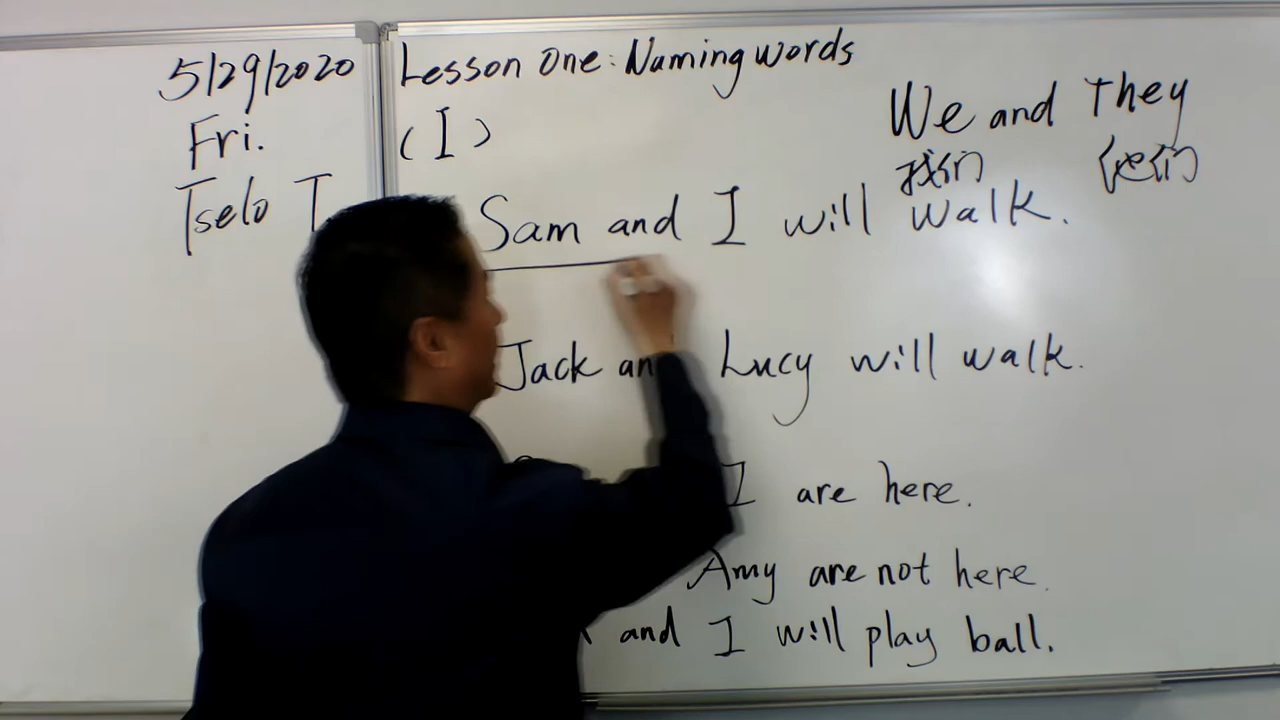 5/29/2020
Fri.
Tselo T
Lesson One: Naming words
(I)
We and They
我们 他们
Sam and I will walk.
Jack an Lucy will walk.
I are here.
Amy are not here.
and I will play ball.